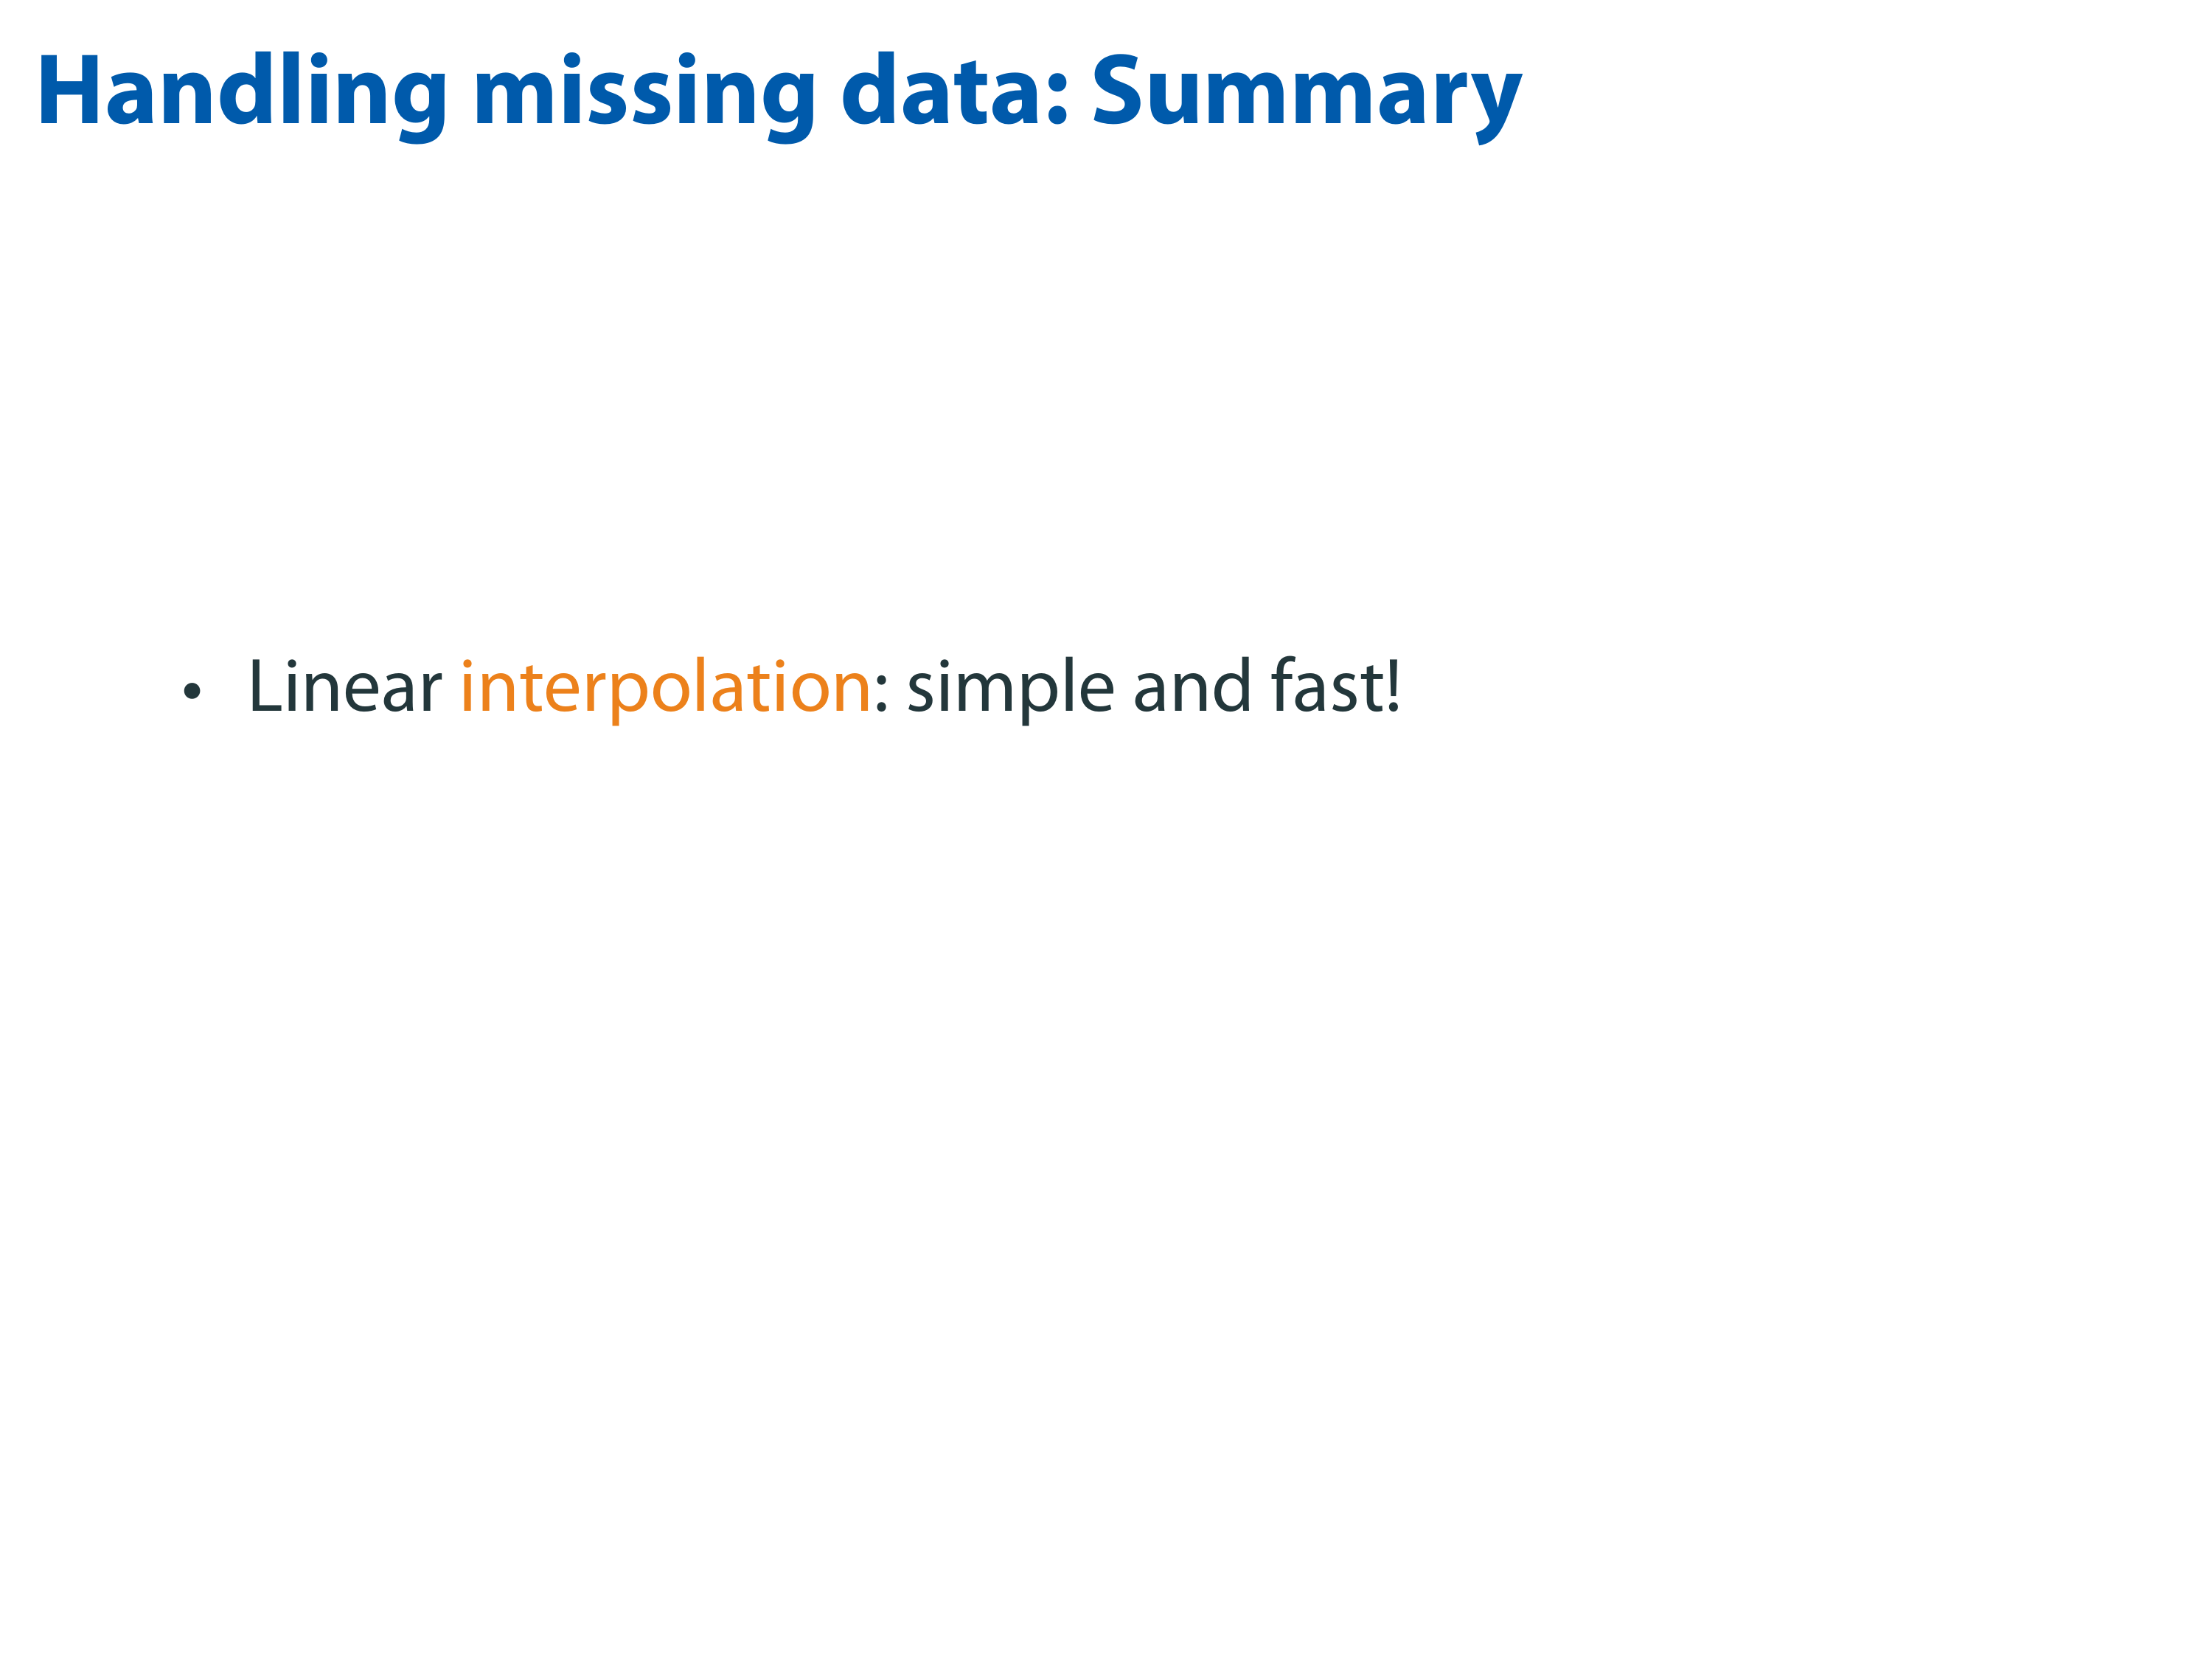 Handling missing data: Summary
• Linear interpolation: simple and fast!